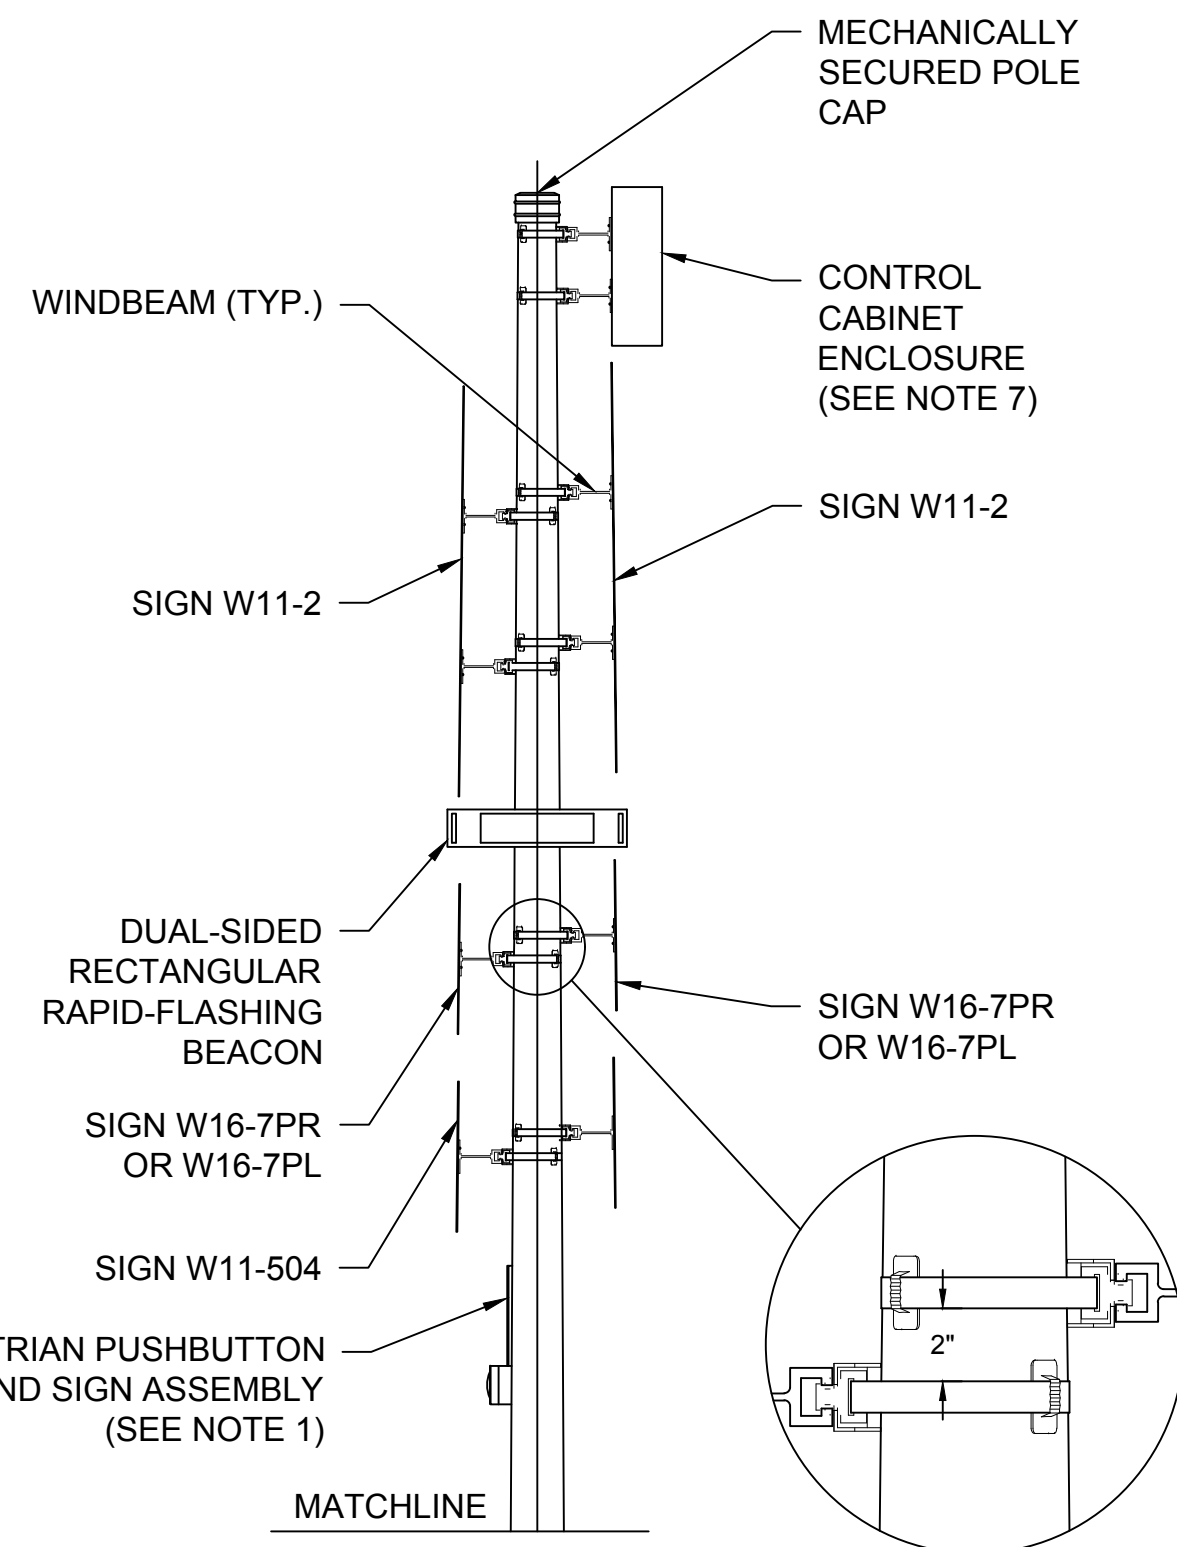 MECHANICALLY
SECURED POLE
CAP
WINDBEAM (TYP.)
CONTROL
CABINET
ENCLOSURE
(SEE NOTE 7)
SIGN W11-2
SIGN W11-2
DUAL-SIDED
RECTANGULAR
RAPID-FLASHING
BEACON
SIGN W16-7PR
OR W16-7PL
SIGN W16-7PR
OR W16-7PL
SIGN W11-504
TRIAN PUSHBUTTON
ND SIGN ASSEMBLY
(SEE NOTE 1)
2"
MATCHLINE